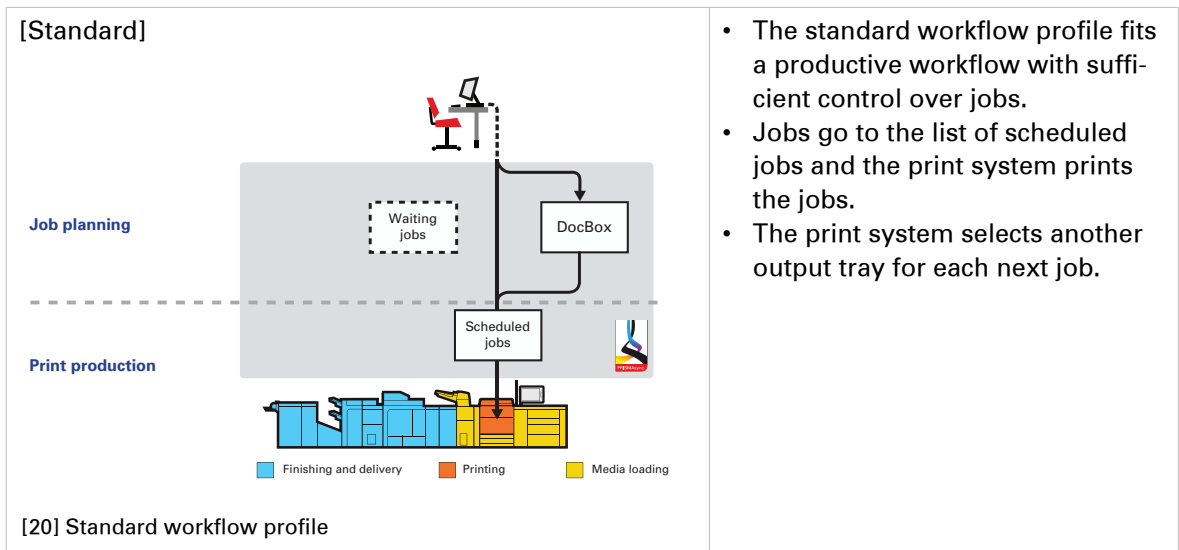 [Standard]
Job planning
Waiting
jobs
DocBox
Scheduled
jobs
Print production
PRISMAsync
Finishing and delivery
Printing
Media loading
[20] Standard workflow profile
• The standard workflow profile fits
a productive workflow with suffi-
cient control over jobs.
• Jobs go to the list of scheduled
jobs and the print system prints
the jobs.
• The print system selects another
output tray for each next job.